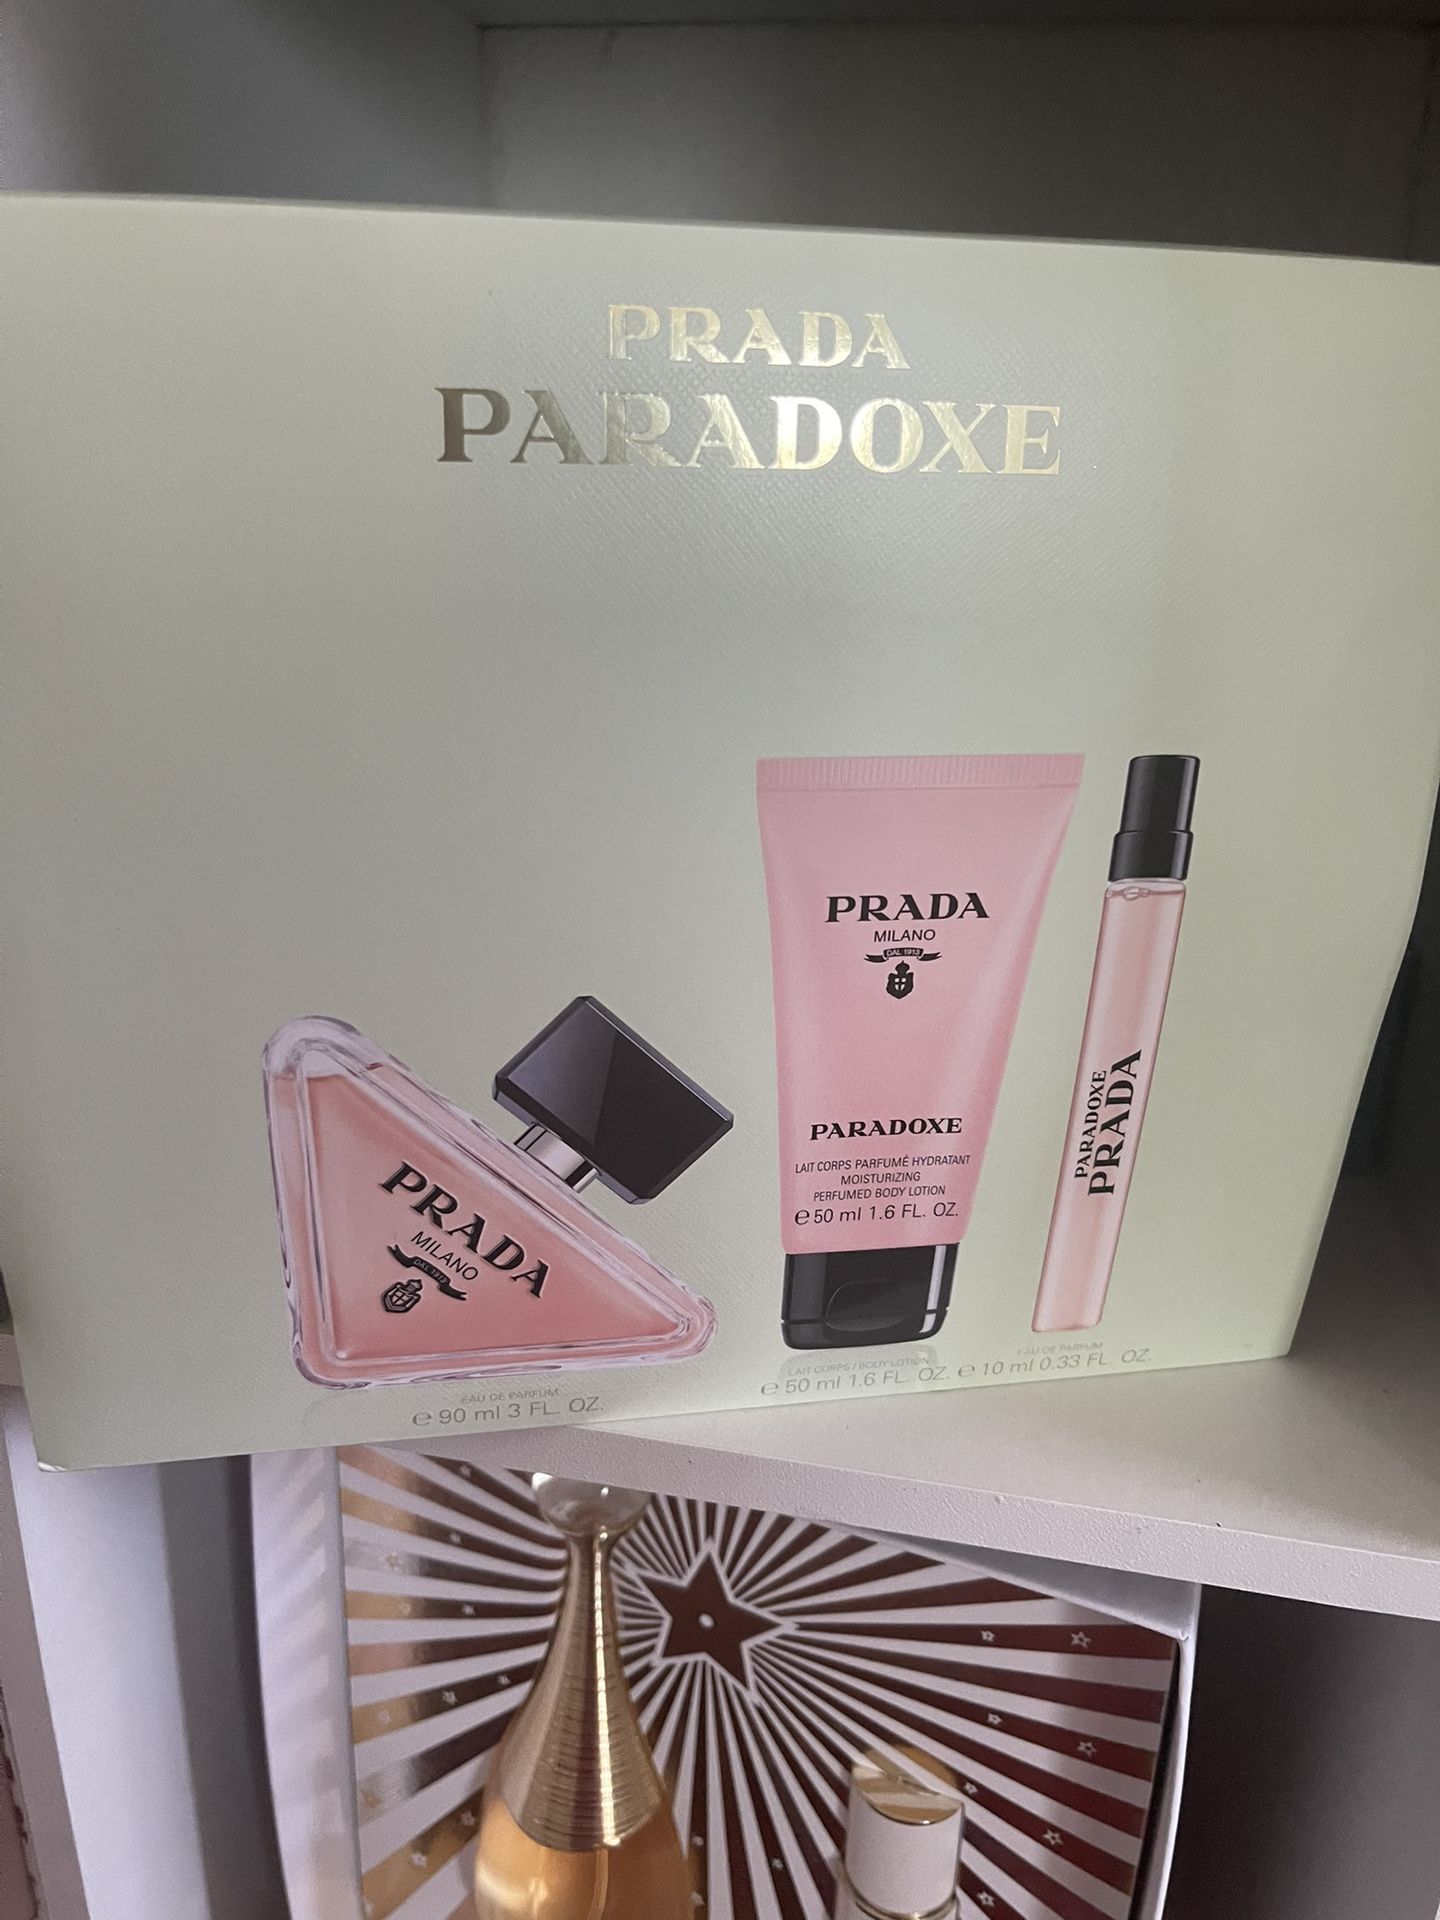 PRADA
PARADOXE
PRADA
MILANO
DAL 1913
PARADOXE
LAIT CORPS PARFUMÉ HYDRATANT
MOISTURIZING
PERFUMED BODY LOTION
℮ 50 ml 1.6 FL. OZ.
PARADOXE
PRADA
PRADA
MILANO
DAL 1913
EAU DE PARFUM
℮ 90 ml 3 FL. OZ.
LAIT CORPS / BODY LOTION
℮ 50 ml 1.6 FL. OZ.
EAU DE PARFUM
℮ 10 ml 0.33 FL. OZ.